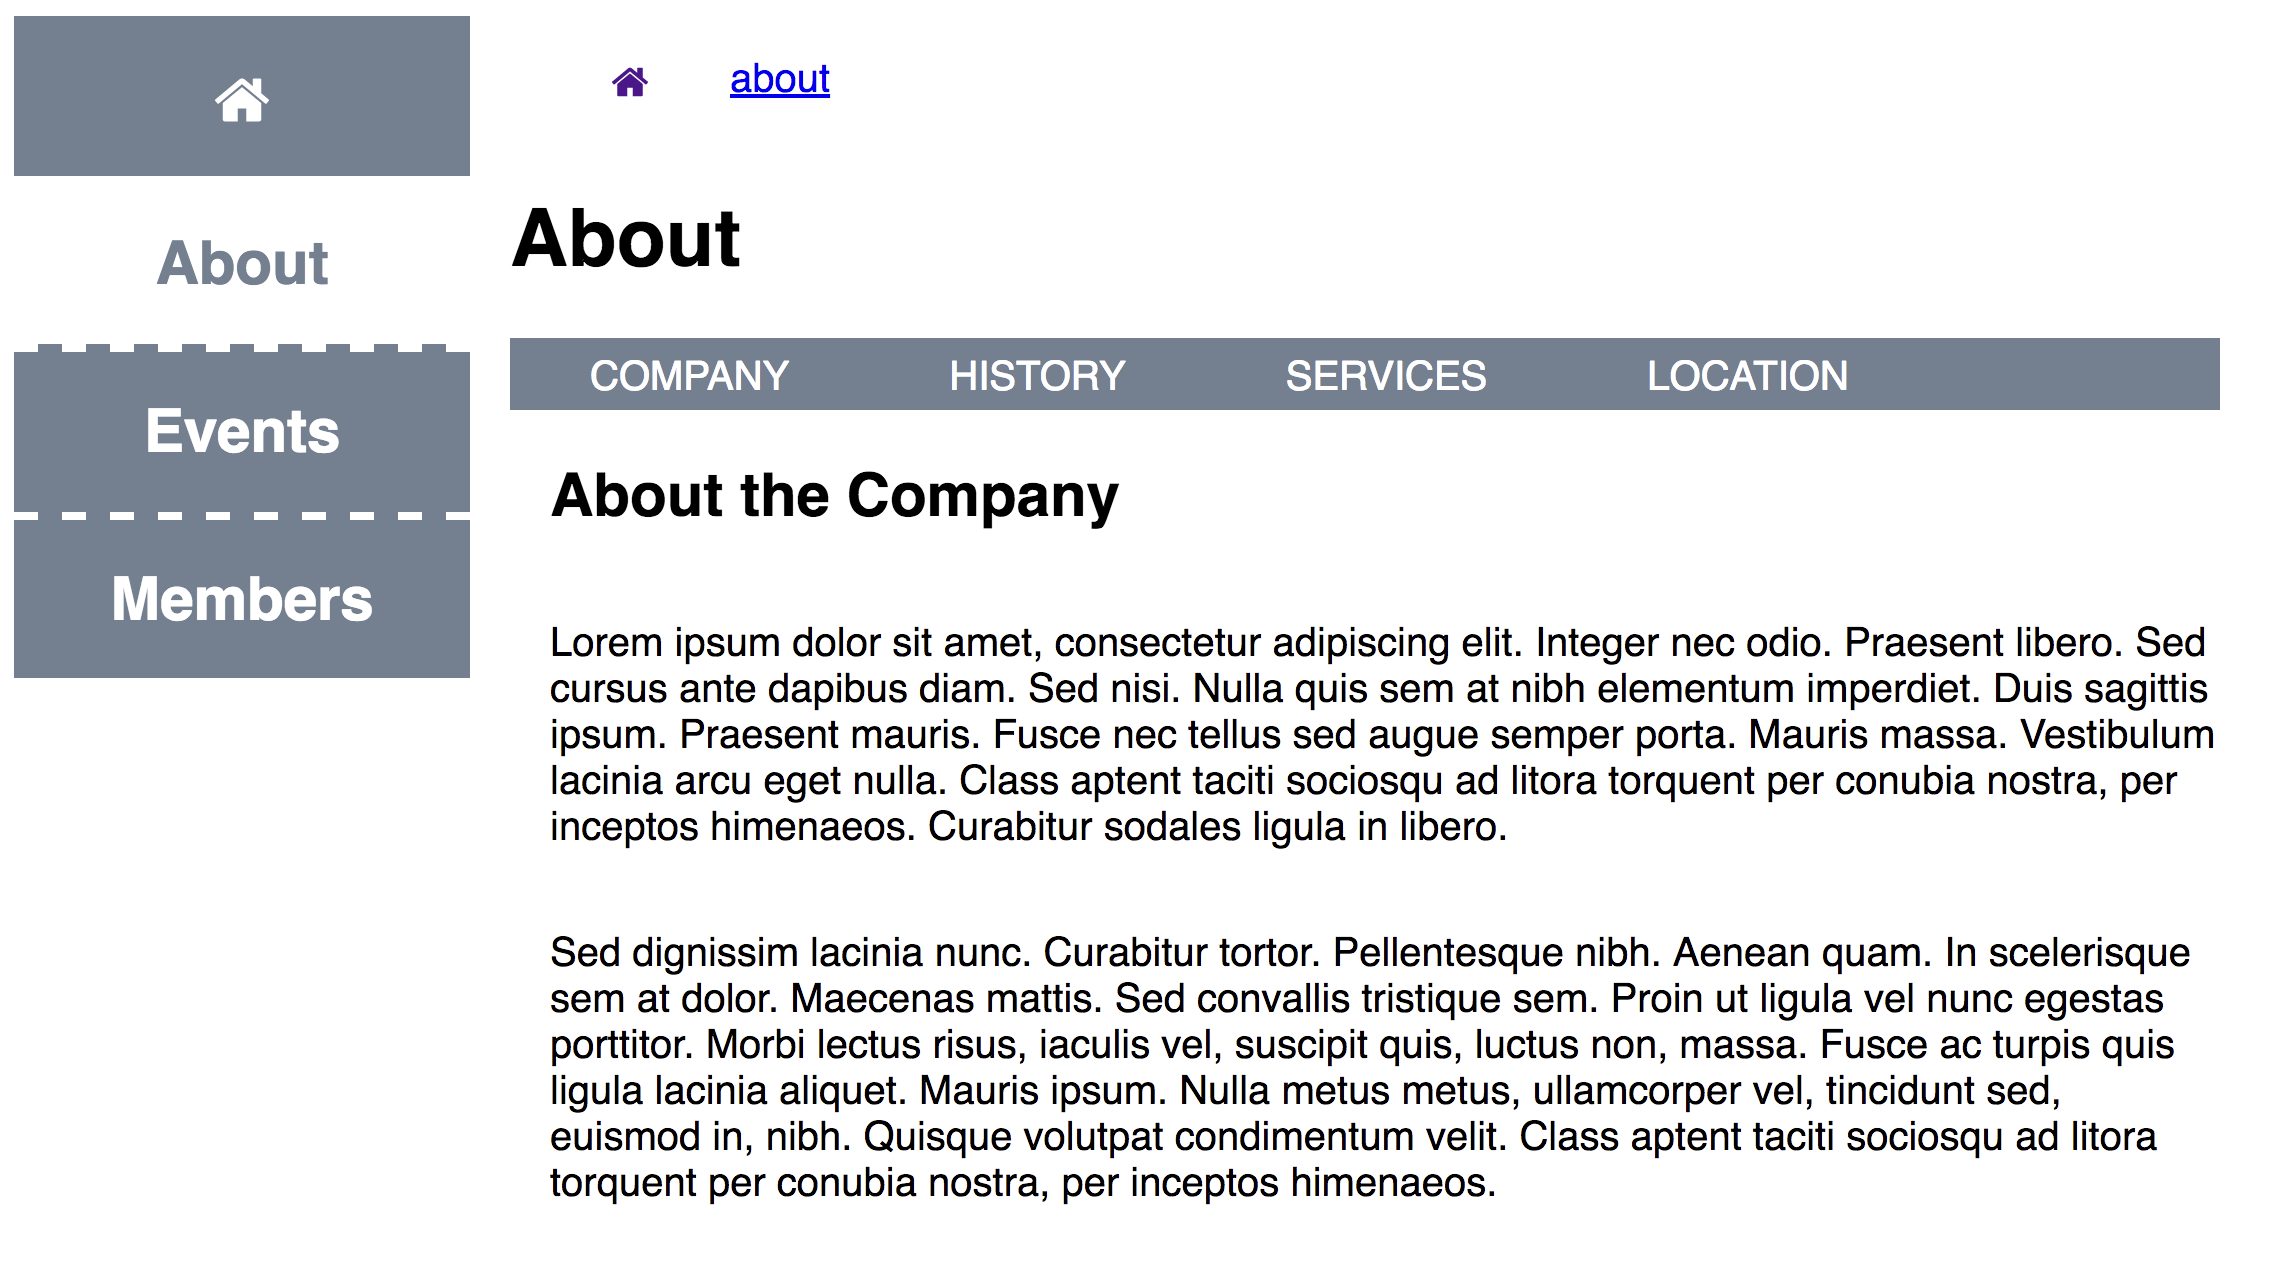 about
About
Events
Members
About
COMPANY HISTORY SERVICES LOCATION
About the Company
Lorem ipsum dolor sit amet, consectetur adipiscing elit. Integer nec odio. Praesent libero. Sed
cursus ante dapibus diam. Sed nisi. Nulla quis sem at nibh elementum imperdiet. Duis sagittis
ipsum. Praesent mauris. Fusce nec tellus sed augue semper porta. Mauris massa. Vestibulum
lacinia arcu eget nulla. Class aptent taciti sociosqu ad litora torquent per conubia nostra, per
inceptos himenaeos. Curabitur sodales ligula in libero.
Sed dignissim lacinia nunc. Curabitur tortor. Pellentesque nibh. Aenean quam. In scelerisque
sem at dolor. Maecenas mattis. Sed convallis tristique sem. Proin ut ligula vel nunc egestas
porttitor. Morbi lectus risus, iaculis vel, suscipit quis, luctus non, massa. Fusce ac turpis quis
ligula lacinia aliquet. Mauris ipsum. Nulla metus metus, ullamcorper vel, tincidunt sed,
euismod in, nibh. Quisque volutpat condimentum velit. Class aptent taciti sociosqu ad litora
torquent per conubia nostra, per inceptos himenaeos.